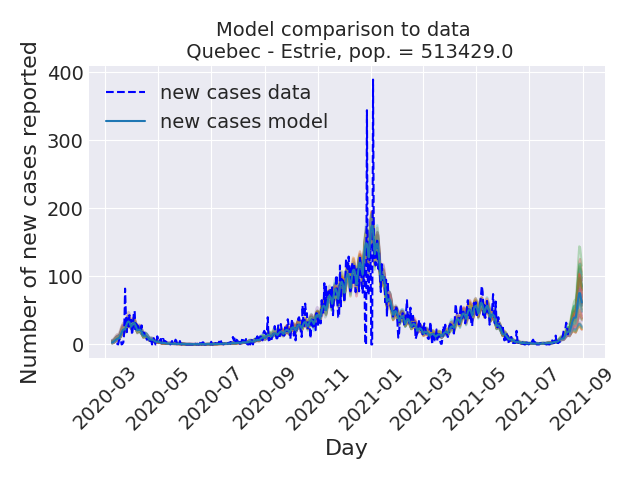 Model comparison to data
Quebec - Estrie, pop. = 513429.0
Number of new cases reported
400
300
200
100
0
new cases data
new cases model
2020-03
2020-05
2020-07
2020-09
2020-11
2021-01
2021-03
2021-05
2021-07
2021-09
Day